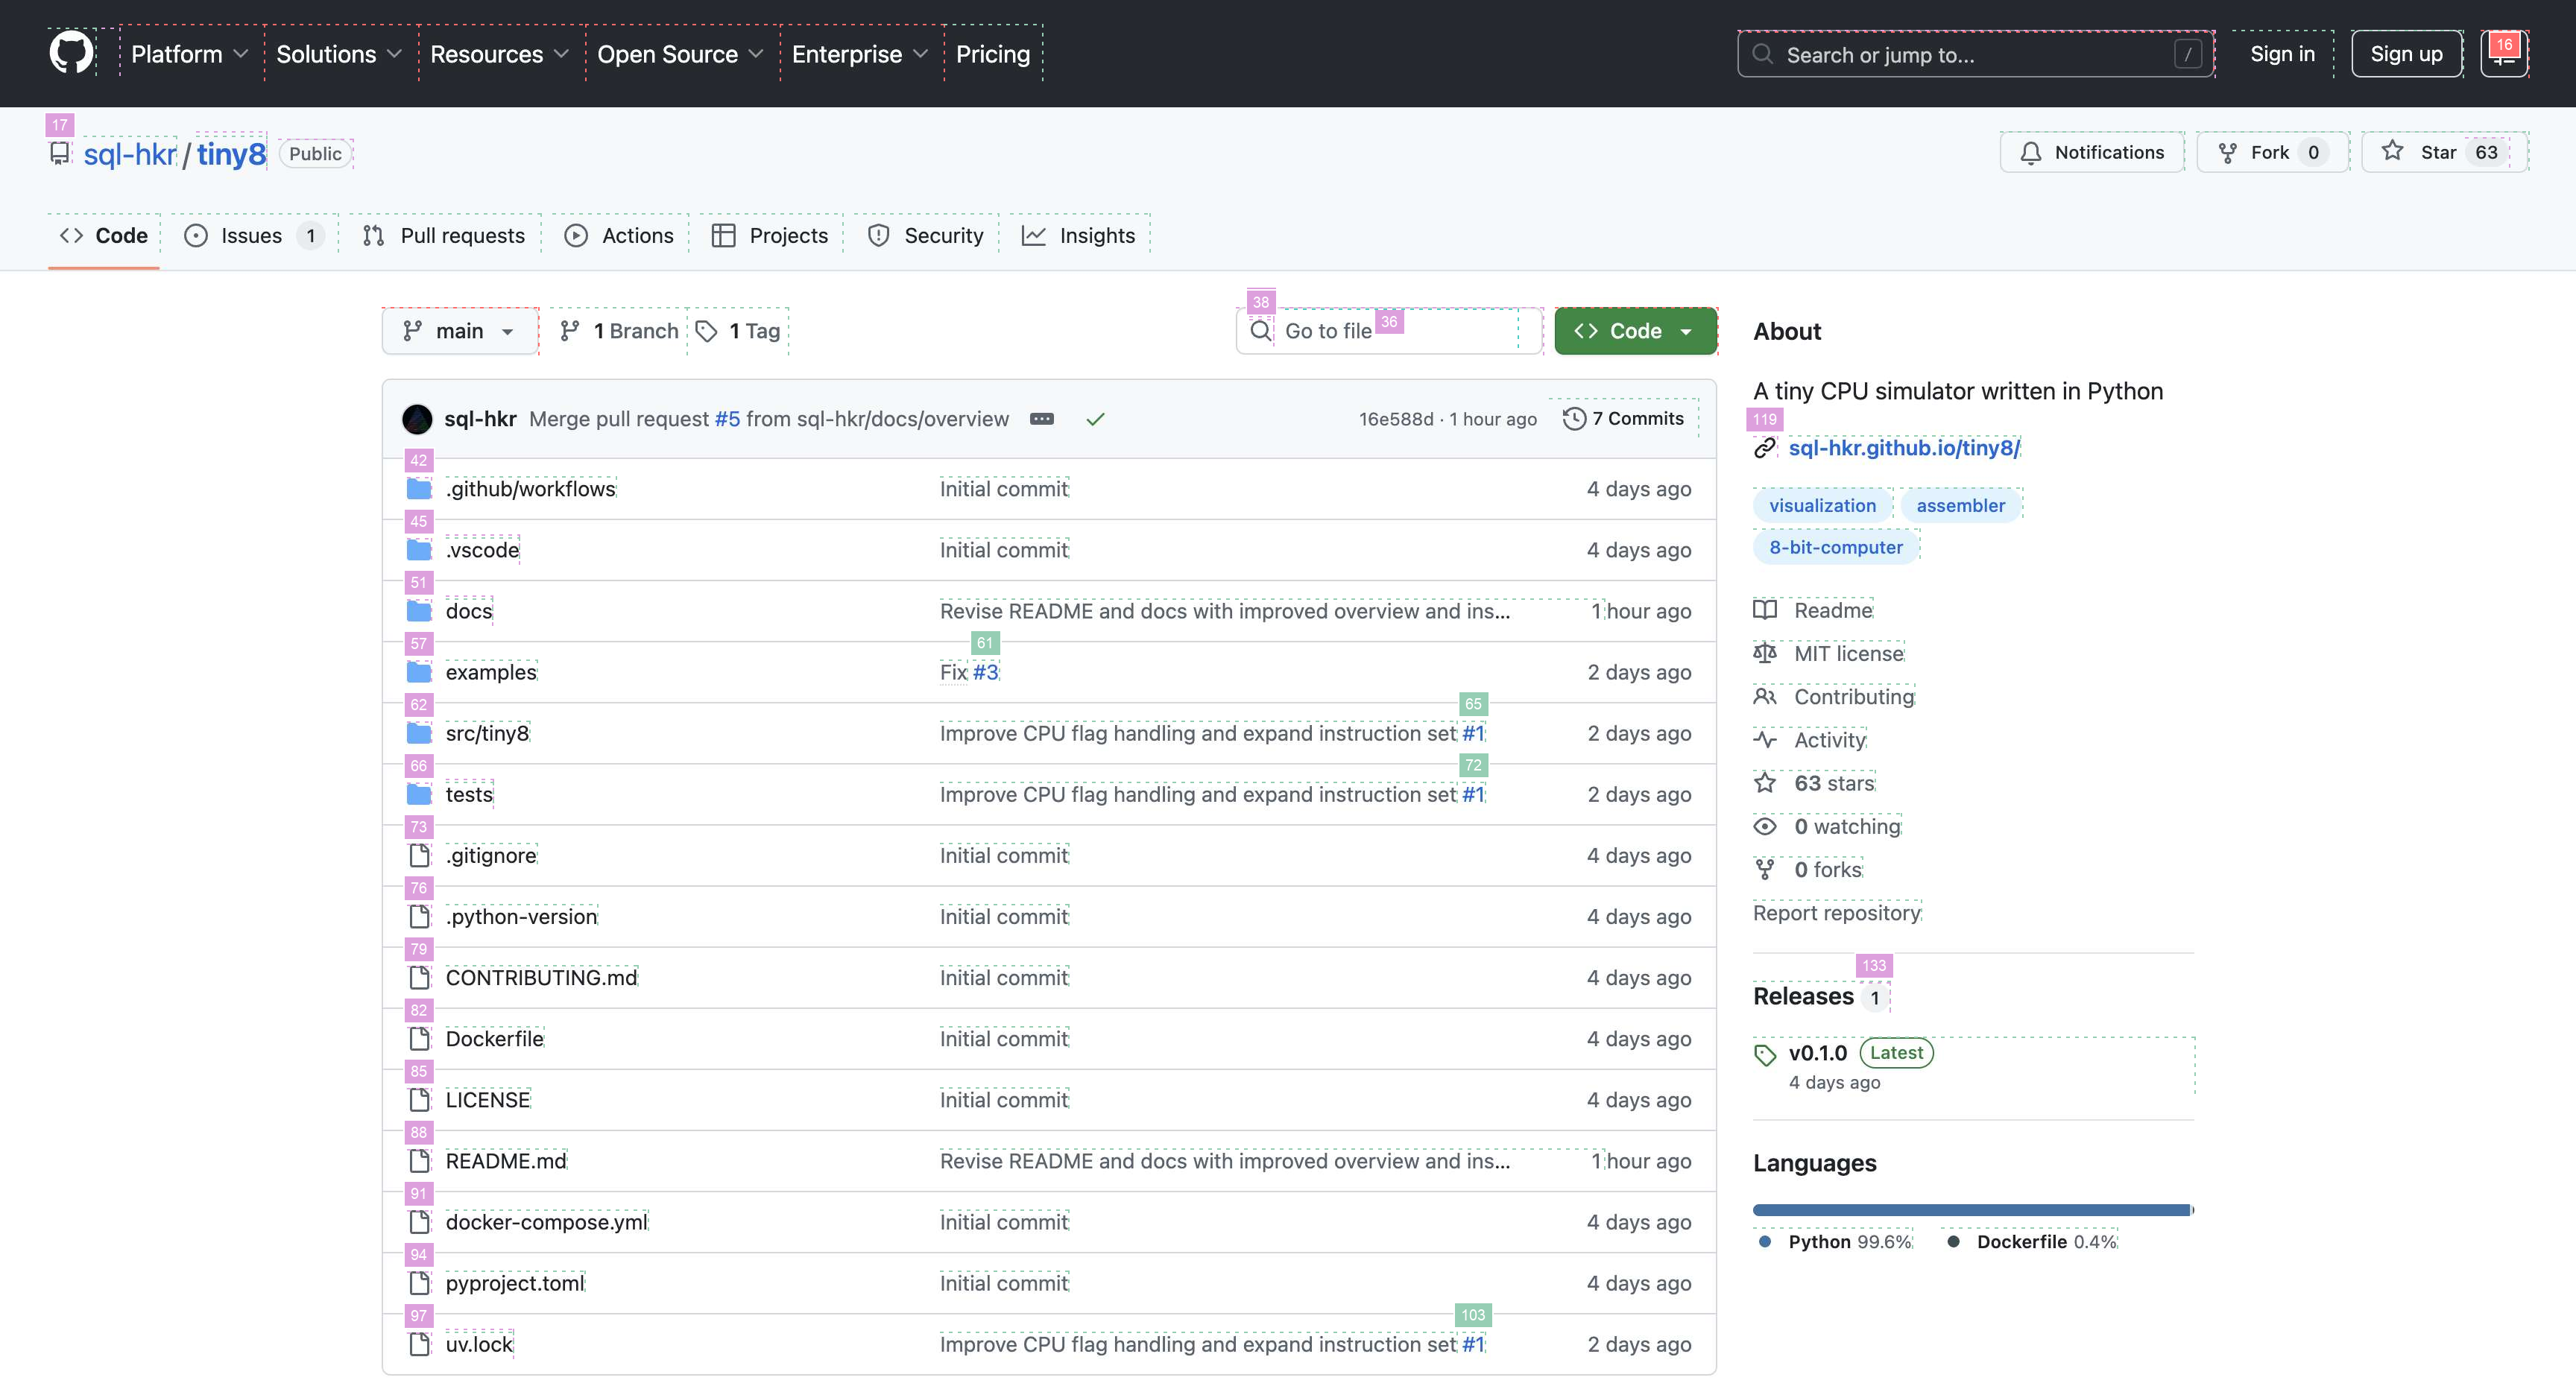 Platform Solutions Resources Open Source Enterprise Pricing Search or jump to... / Sign in Sign up 16
17
sql-hkr / tiny8 Public Notifications Fork 0 Star 63
Code Issues 1 Pull requests Actions Projects Security Insights
38
main 1 Branch 1 Tag Go to file 36 Code
sql-hkr Merge pull request #5 from sql-hkr/docs/overview 16e588d · 1 hour ago 7 Commits
42
.github/workflows Initial commit 4 days ago
45
.vscode Initial commit 4 days ago
51
docs Revise README and docs with improved overview and ins... 1 hour ago
57 61
examples Fix #3 2 days ago
62 65
src/tiny8 Improve CPU flag handling and expand instruction set #1 2 days ago
66 72
tests Improve CPU flag handling and expand instruction set #1 2 days ago
73
.gitignore Initial commit 4 days ago
76
.python-version Initial commit 4 days ago
79
CONTRIBUTING.md Initial commit 4 days ago
82
Dockerfile Initial commit 4 days ago
85
LICENSE Initial commit 4 days ago
88
README.md Revise README and docs with improved overview and ins... 1 hour ago
91
docker-compose.yml Initial commit 4 days ago
94
pyproject.toml Initial commit 4 days ago
97 103
uv.lock Improve CPU flag handling and expand instruction set #1 2 days ago
About
A tiny CPU simulator written in Python
119
sql-hkr.github.io/tiny8/
visualization assembler
8-bit-computer
Readme
MIT license
Contributing
Activity
63 stars
0 watching
0 forks
Report repository
133
Releases 1
v0.1.0 Latest
4 days ago
Languages
Python 99.6% Dockerfile 0.4%